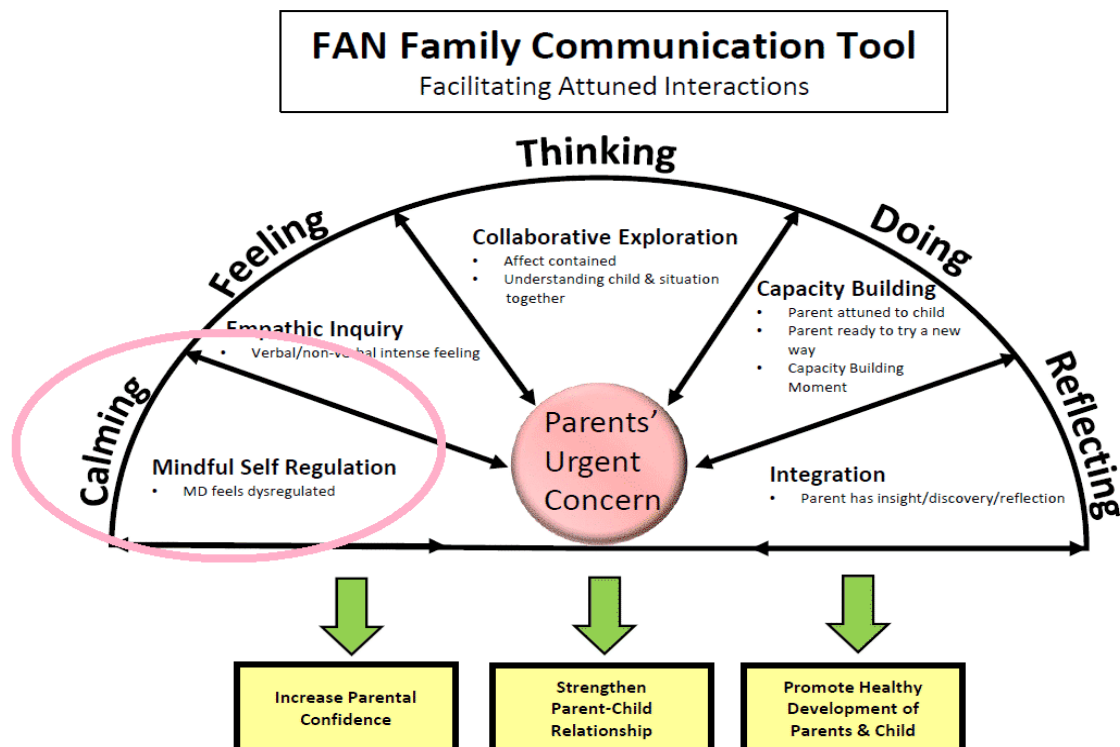 FAN Family Communication Tool
Facilitating Attuned Interactions
Calming
Feeling
Thinking
Doing
Reflecting
Mindful Self Regulation
• MD feels dysregulated
Empathic Inquiry
• Verbal/non-verbal intense feeling
Collaborative Exploration
• Affect contained
• Understanding child & situation
together
Capacity Building
• Parent attuned to child
• Parent ready to try a new
way
• Capacity Building
Moment
Integration
• Parent has insight/discovery/reflection
Parents’
Urgent
Concern
Increase Parental
Confidence
Strengthen
Parent-Child
Relationship
Promote Healthy
Development of
Parents & Child